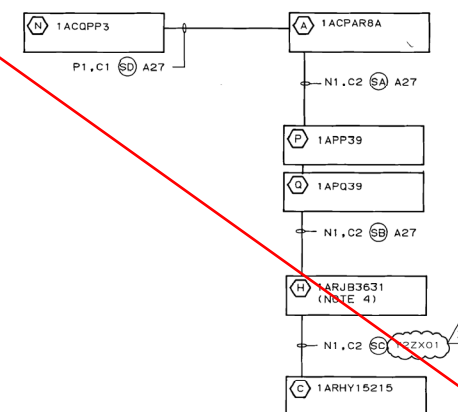 N 1ACQPP3
A 1ACPAR8A
P1,C1 SD A27
N1,C2 SA A27
P 1APP39
Q 1APQ39
N1,C2 SB A27
H 1ARJB3631
(NOTE 4)
N1,C2 SC
C 1ARHY15215